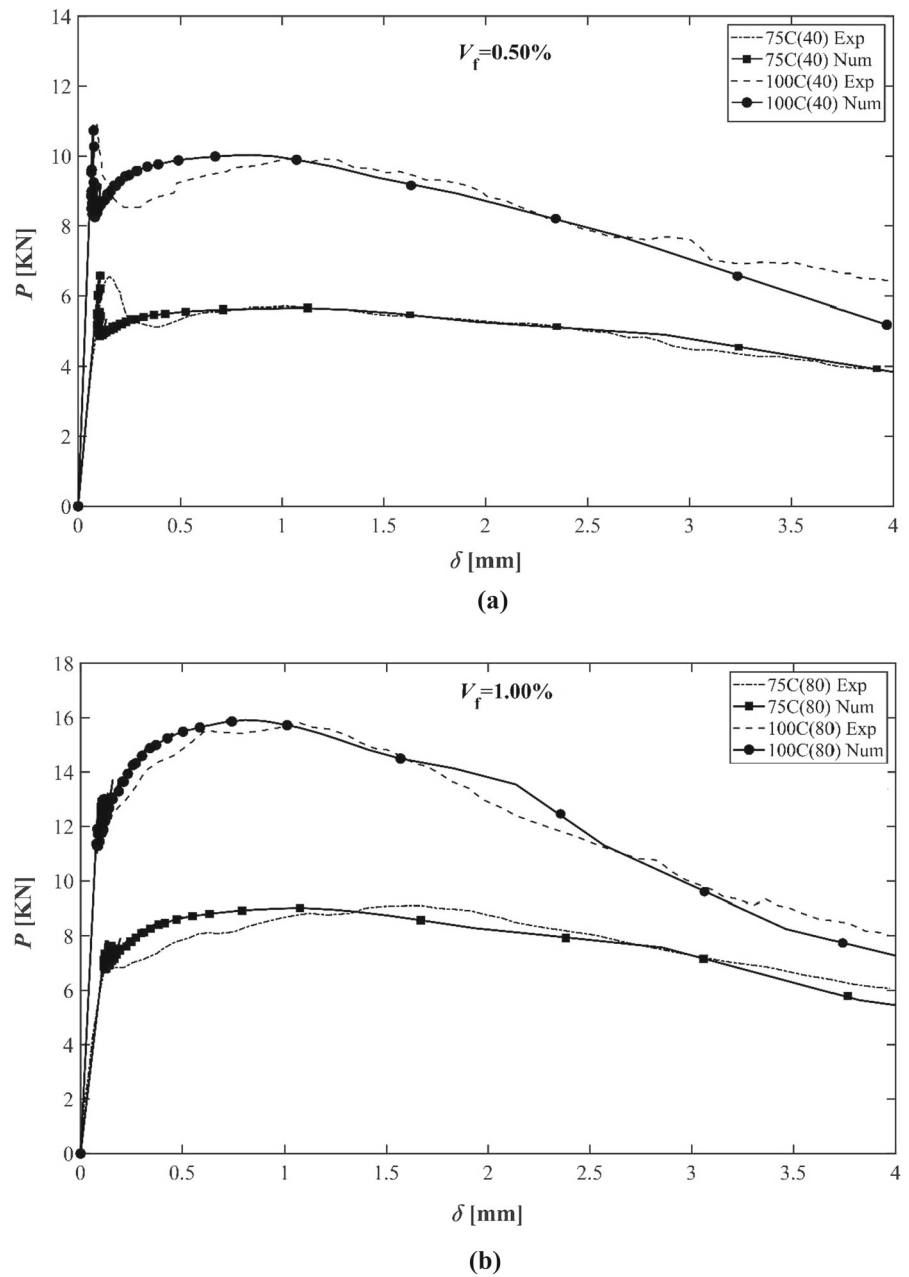 14
V_f=0.50%
75C(40) Exp
75C(40) Num
100C(40) Exp
100C(40) Num
12
10
8
6
4
2
0
P [KN]
0 0.5 1 1.5 2 2.5 3 3.5 4
δ [mm]
(a)
18
V_f=1.00%
75C(80) Exp
75C(80) Num
100C(80) Exp
100C(80) Num
16
14
12
10
8
6
4
2
0
P [KN]
0 0.5 1 1.5 2 2.5 3 3.5 4
δ [mm]
(b)